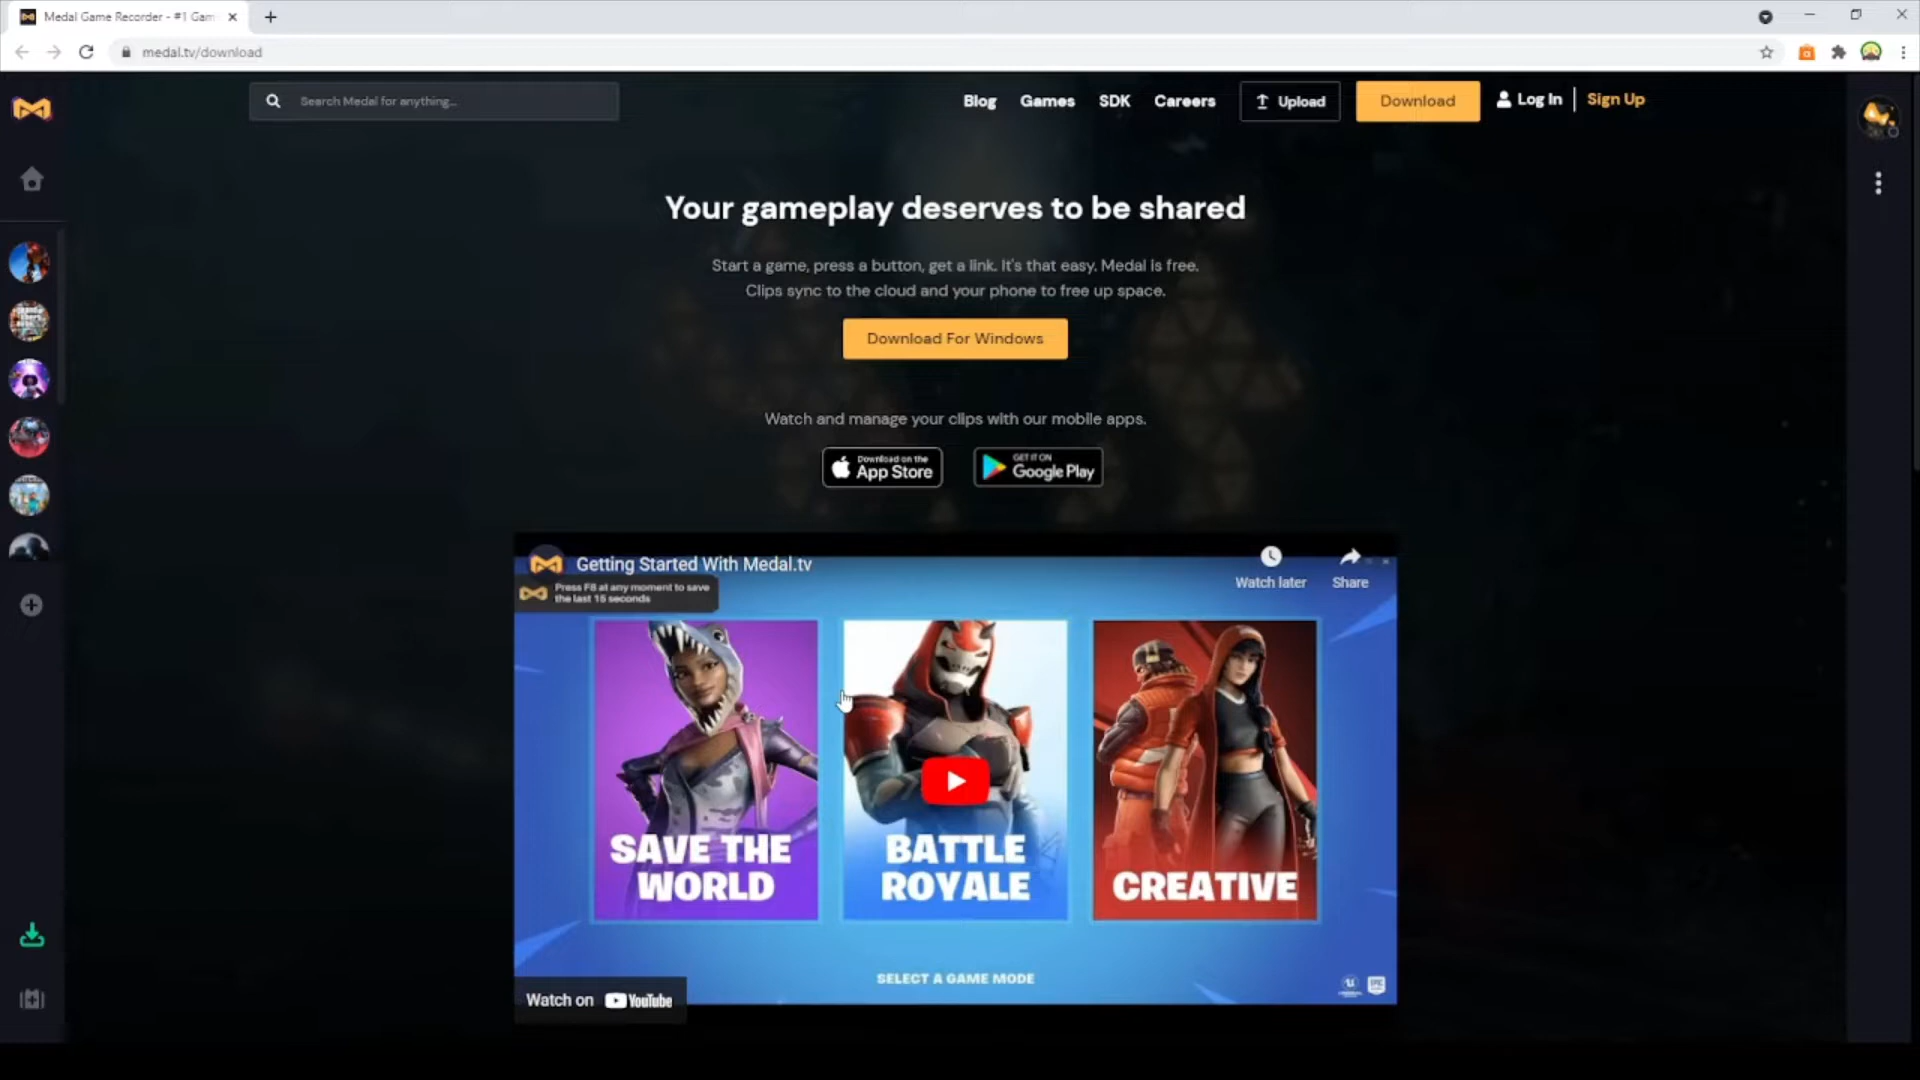 Medal Game Recorder - #1 Gam
medal.tv/download
Search Medal for anything...
Blog
Games
SDK
Careers
Upload
Download
Log In
Sign Up
Your gameplay deserves to be shared
Start a game, press a button, get a link. It's that easy. Medal is free.
Clips sync to the cloud and your phone to free up space.
Download For Windows
Watch and manage your clips with our mobile apps.
Download on the
App Store
GET IT ON
Google Play
Getting Started With Medal.tv
Watch later
Share
Press F8 at any moment to save
the last 15 seconds
SAVE THE
WORLD
BATTLE
ROYALE
CREATIVE
SELECT A GAME MODE
Watch on YouTube